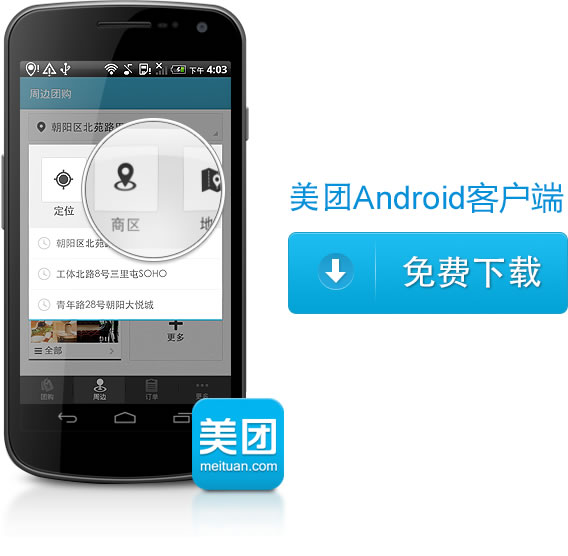 下午 4:03
周边团购
朝阳区北苑路
定位
商区
地
朝阳区北苑
工体北路8号三里屯SOHO
青年路28号朝阳大悦城
全部
更多
团购
周边
订单
更多
美团
meituan.com
美团Android客户端
免费下载